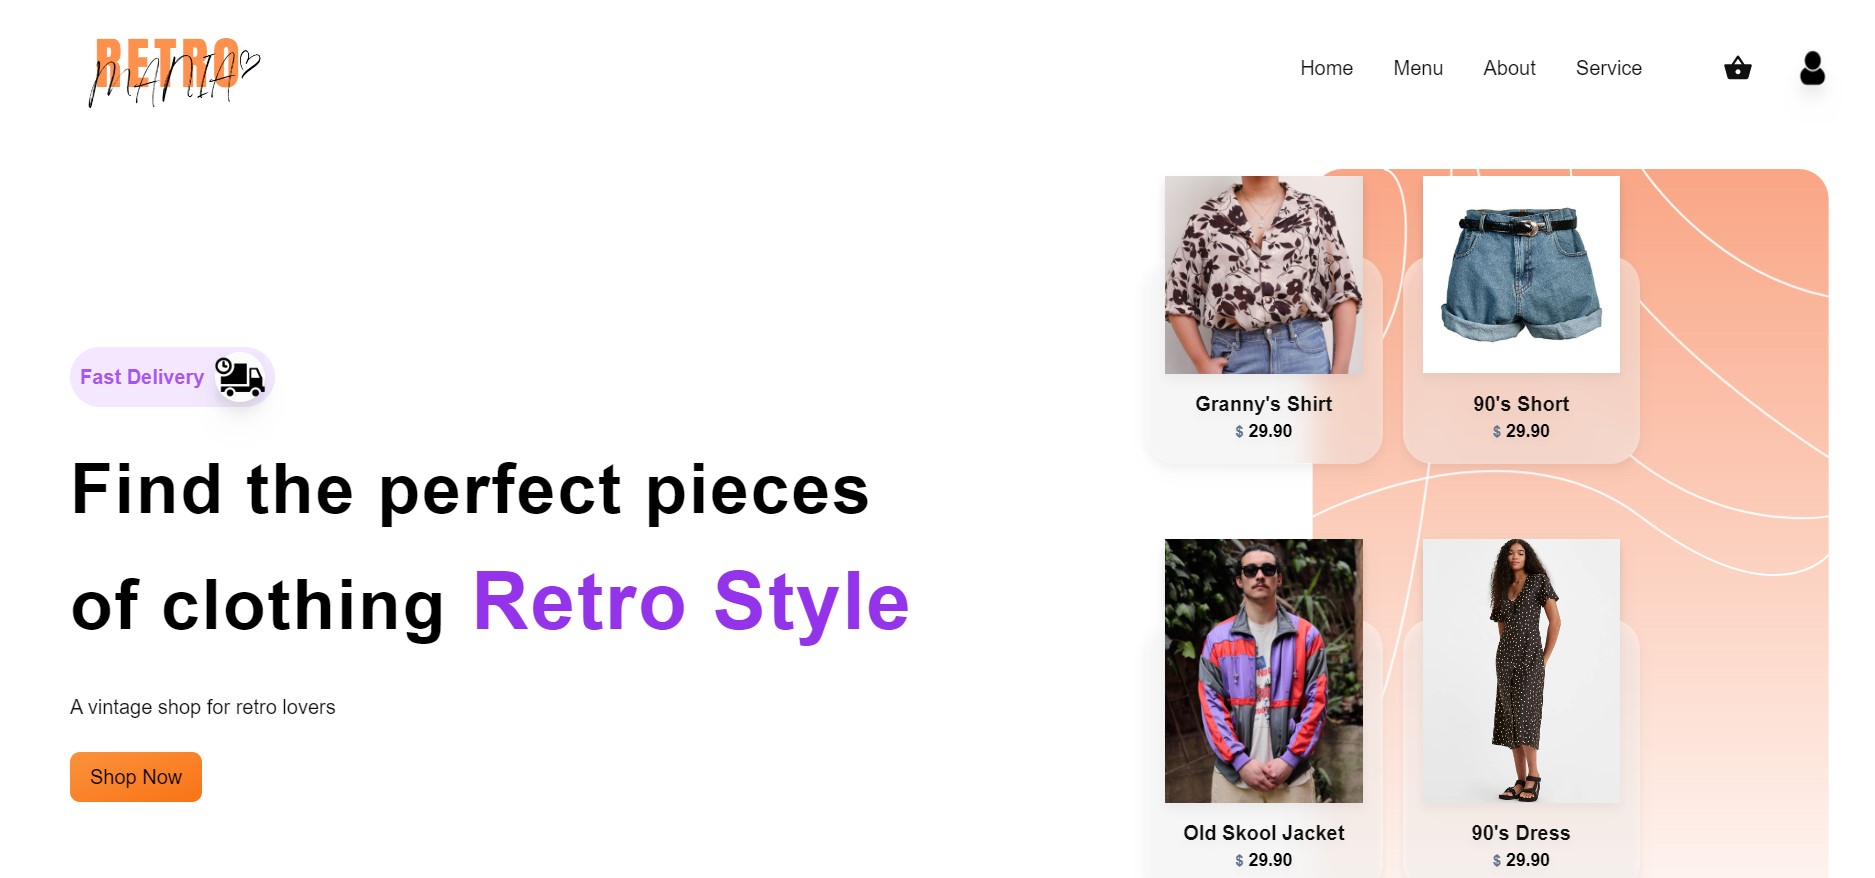 RETRO
MANIA
Home Menu About Service
Fast Delivery
Find the perfect pieces
of clothing Retro Style
A vintage shop for retro lovers
Shop Now
Granny's Shirt
$ 29.90
90's Short
$ 29.90
Old Skool Jacket
$ 29.90
90's Dress
$ 29.90